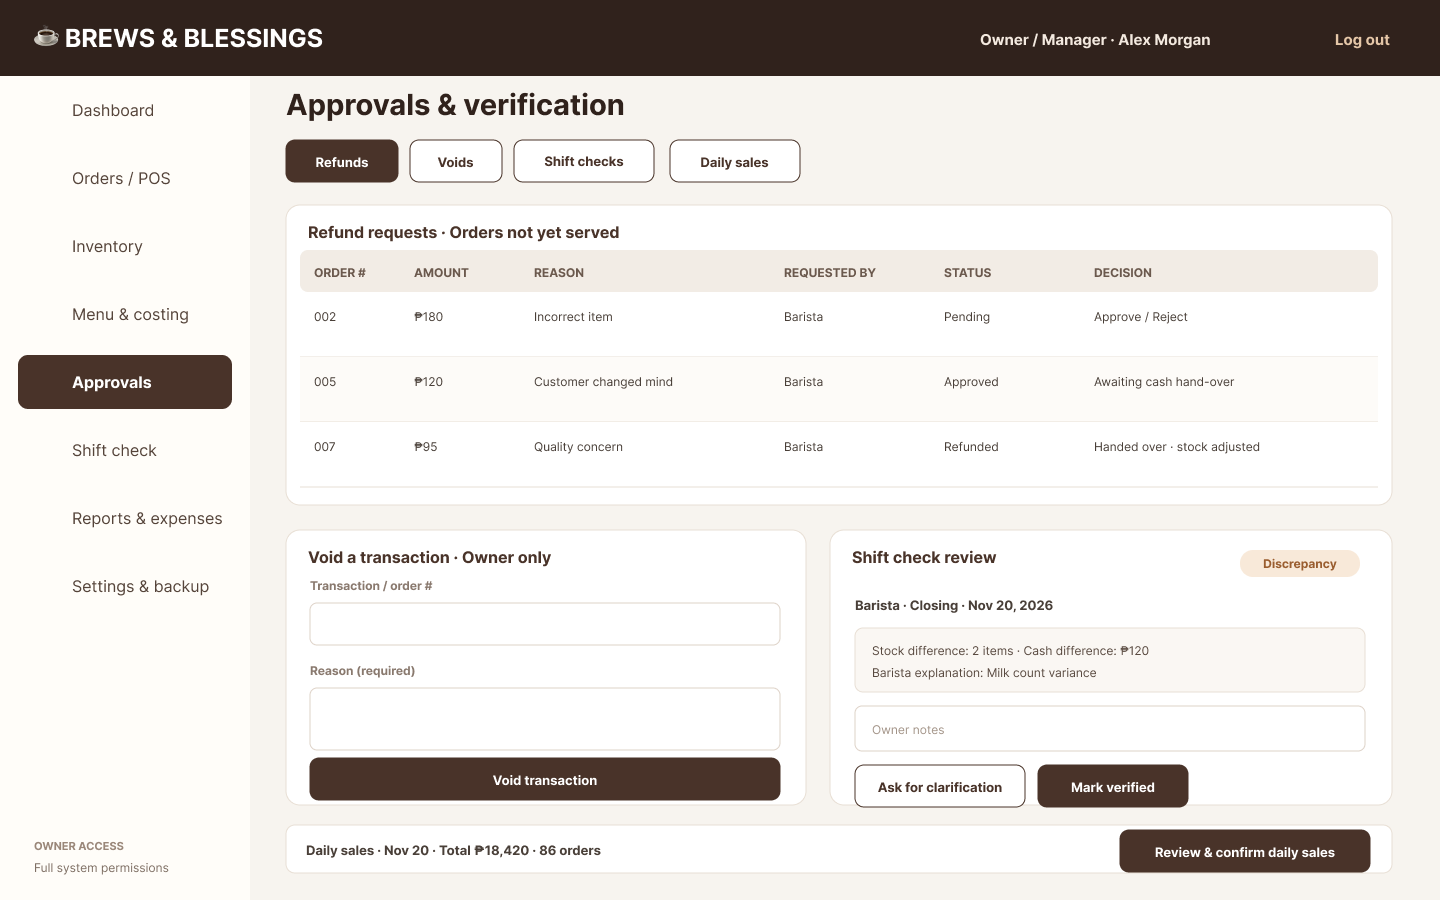 BREWS & BLESSINGS
Owner / Manager · Alex Morgan
Log out
Dashboard
Orders / POS
Inventory
Menu & costing
Approvals
Shift check
Reports & expenses
Settings & backup
OWNER ACCESS
Full system permissions
Approvals & verification
Refunds
Voids
Shift checks
Daily sales
Refund requests · Orders not yet served
ORDER # AMOUNT REASON REQUESTED BY STATUS DECISION
002 ₱180 Incorrect item Barista Pending Approve / Reject
005 ₱120 Customer changed mind Barista Approved Awaiting cash hand-over
007 ₱95 Quality concern Barista Refunded Handed over · stock adjusted
Void a transaction · Owner only
Transaction / order #
Reason (required)
Void transaction
Shift check review
Discrepancy
Barista · Closing · Nov 20, 2026
Stock difference: 2 items · Cash difference: ₱120
Barista explanation: Milk count variance
Owner notes
Ask for clarification
Mark verified
Daily sales · Nov 20 · Total ₱18,420 · 86 orders
Review & confirm daily sales